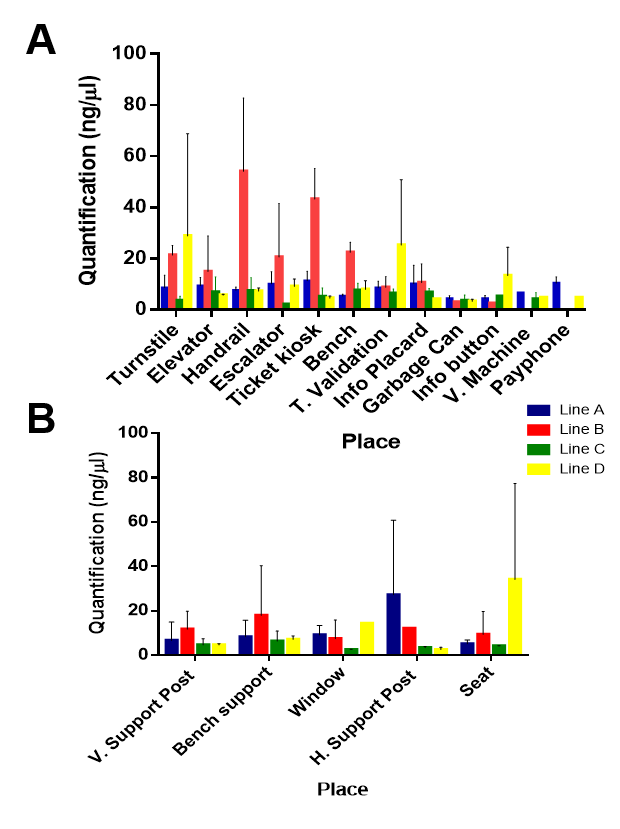 A
Quantification (ng/μl)
100
80
60
40
20
0
Turnstile
Elevator
Handrail
Escalator
Ticket kiosk
Bench
T. Validation
Info Placard
Garbage Can
Info button
V. Machine
Payphone
Place
Line A
Line B
Line C
Line D
B
Quantification (ng/μl)
100
80
60
40
20
0
V. Support Post
Bench support
Window
H. Support Post
Seat
Place